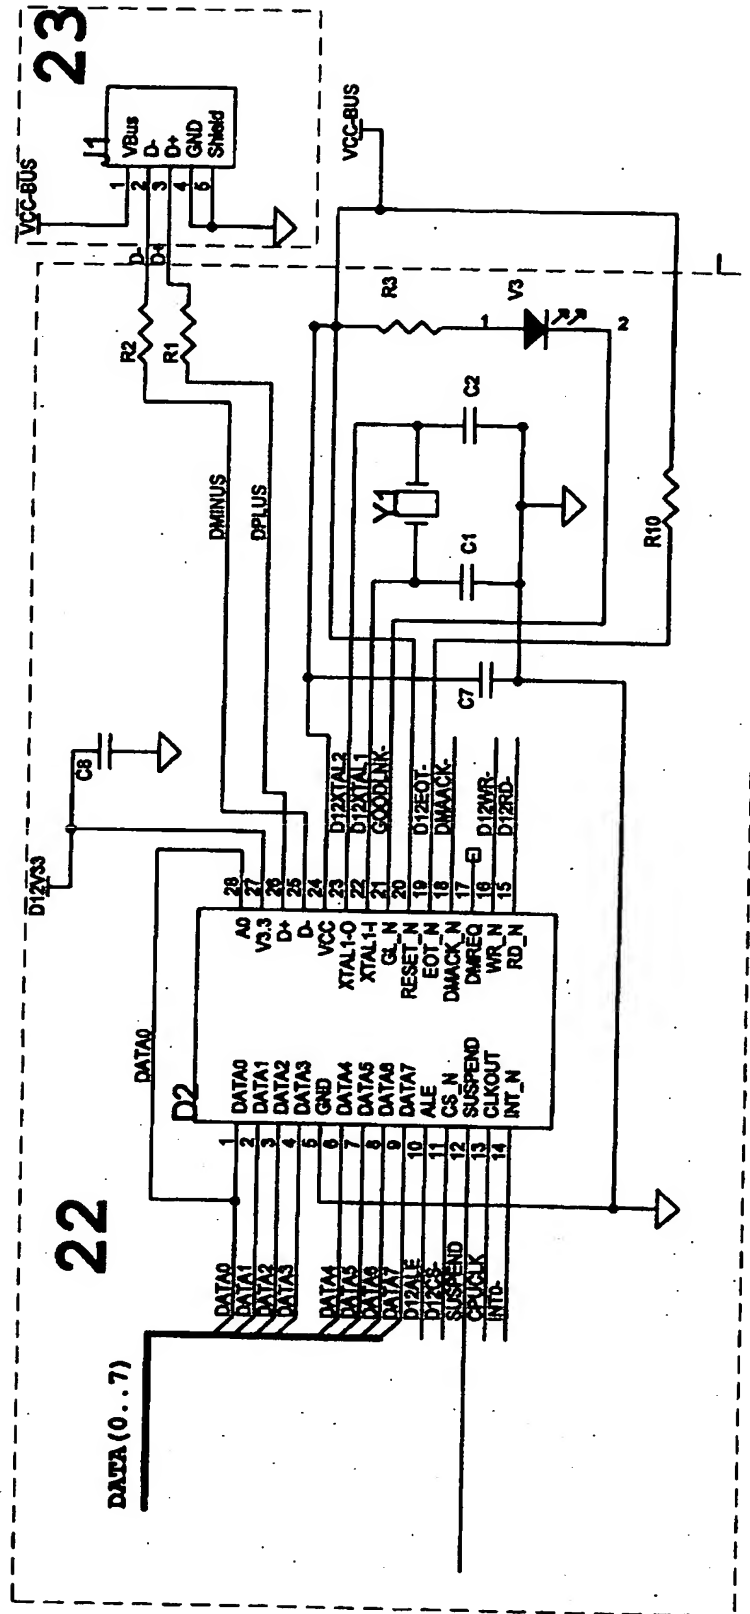 23
J1
VBus
D-
D+
GND
Shield
1
2
3
4
5
VCC-BUS
VCC-BUS
D-
D+
R2
R1
R3
V3
1
2
DMINUS
DPLUS
C2
Y1
C1
R10
C7
C8
D12V33
D12XTAL2
D12XTAL1
GOODLNK-
D12EOT-
DMAACK-
D12WR-
D12RD-
28
27
26
25
24
23
22
21
20
19
18
17
16
15
A0
V3.3
D+
D-
VCC
XTAL1-O
XTAL1-I
GL_N
RESET_N
EOT_N
DMACK_N
DMREQ
WR_N
RD_N
DATA0
D2
DATA0
DATA1
DATA2
DATA3
GND
DATA4
DATA5
DATA6
DATA7
ALE
CS_N
SUSPEND
CLKOUT
INT_N
1
2
3
4
5
6
7
8
9
10
11
12
13
14
22
DATA0
DATA1
DATA2
DATA3
DATA4
DATA5
DATA6
DATA7
D12ALE
D12CS-
SUSPEND
CPUCLK
INT0-
DATA(0..7)